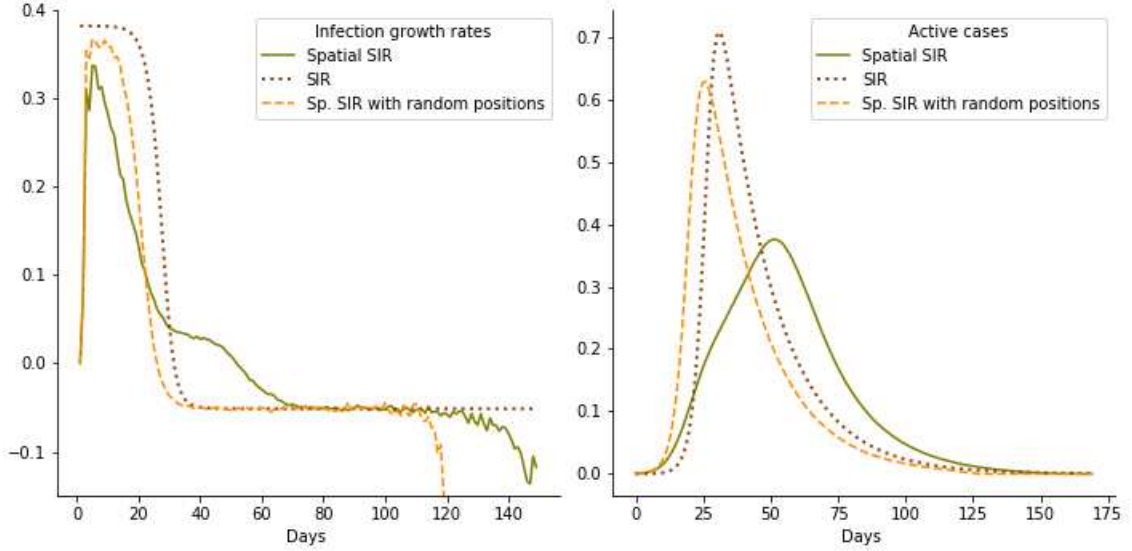 Infection growth rates
Spatial SIR
SIR
Sp. SIR with random positions
0.4
0.3
0.2
0.1
0.0
−0.1
0 20 40 60 80 100 120 140
Days
Active cases
Spatial SIR
SIR
Sp. SIR with random positions
0.7
0.6
0.5
0.4
0.3
0.2
0.1
0.0
0 25 50 75 100 125 150 175
Days